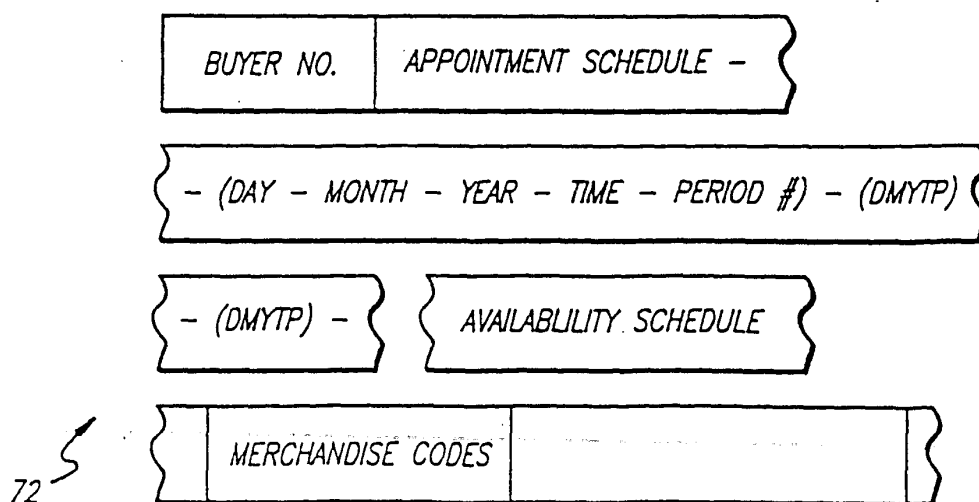 BUYER NO. APPOINTMENT SCHEDULE -
- (DAY - MONTH - YEAR - TIME - PERIOD #) - (DMYTP)
- (DMYTP) - AVAILABLILITY SCHEDULE
MERCHANDISE CODES
72